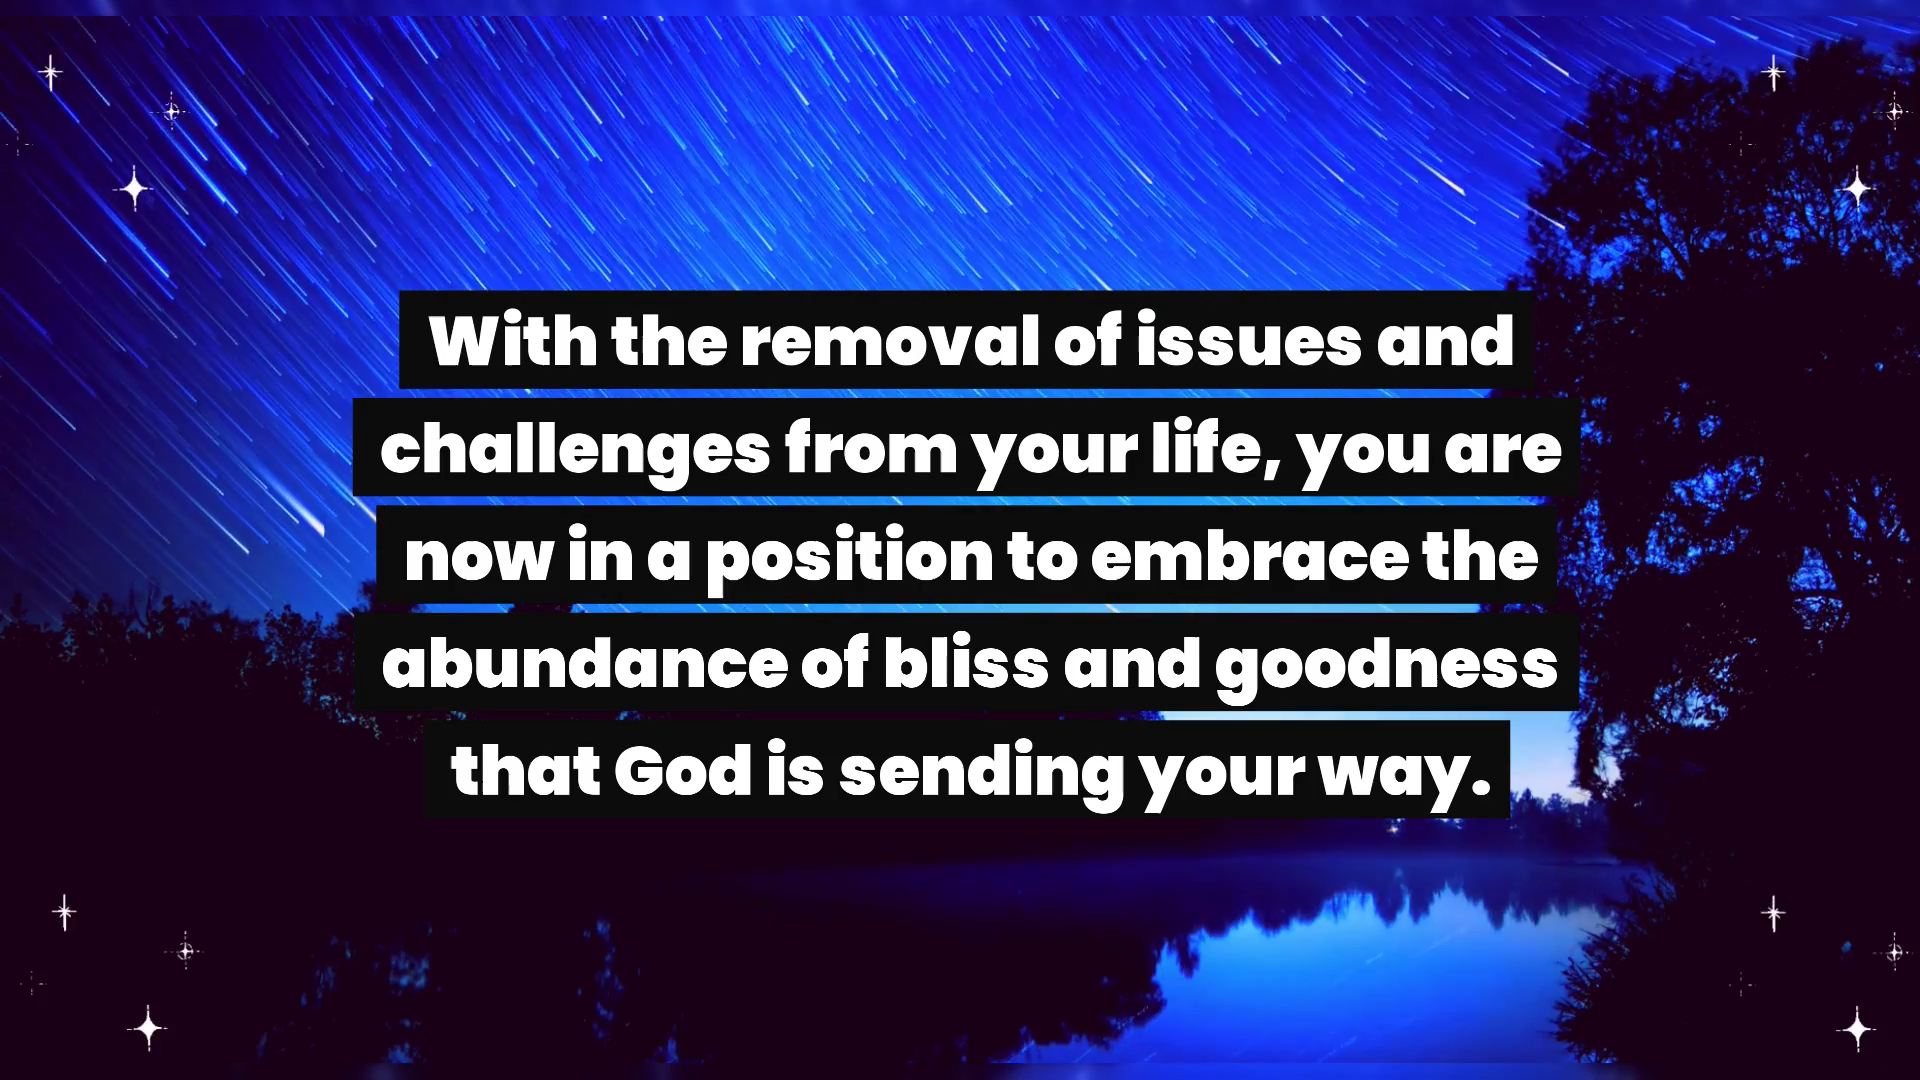 With the removal of issues and
challenges from your life, you are
now in a position to embrace the
abundance of bliss and goodness
that God is sending your way.